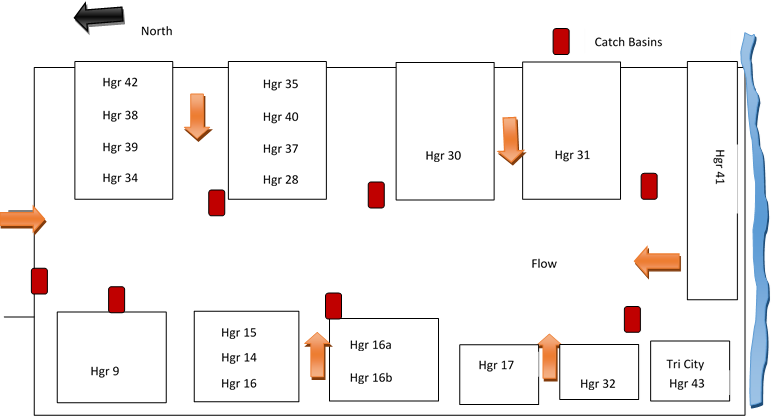 North
Catch Basins
Hgr 42
Hgr 38
Hgr 39
Hgr 34
Hgr 35
Hgr 40
Hgr 37
Hgr 28
Hgr 30
Hgr 31
Hgr 41
Flow
Hgr 9
Hgr 15
Hgr 14
Hgr 16
Hgr 16a
Hgr 16b
Hgr 17
Hgr 32
Tri City
Hgr 43